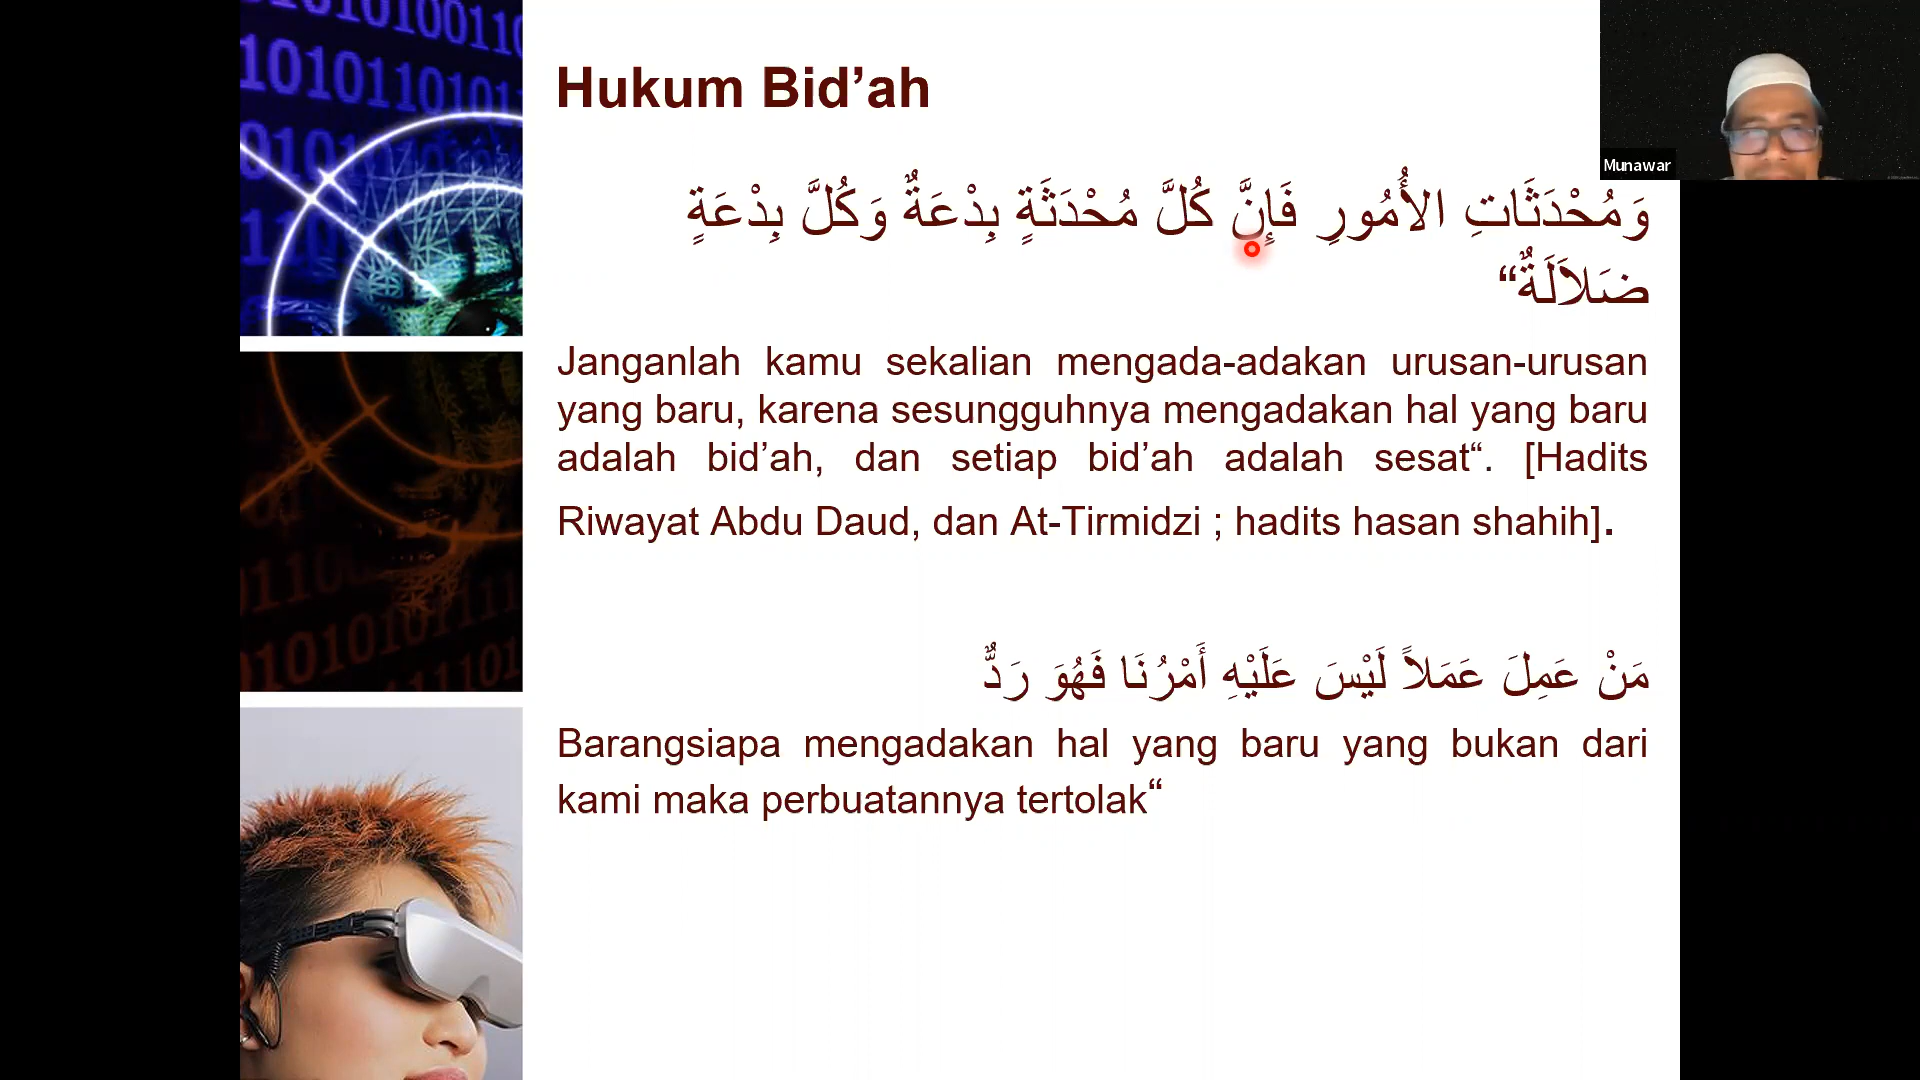 Hukum Bid’ah
Munawar
وَمُحْدَثَاتِ الأُمُورِ فَإِنَّ كُلَّ مُحْدَثَةٍ بِدْعَةٌ وَكُلَّ بِدْعَةٍ
ضَلاَلَةٌ“
Janganlah kamu sekalian mengada-adakan urusan-urusan
yang baru, karena sesungguhnya mengadakan hal yang baru
adalah bid’ah, dan setiap bid’ah adalah sesat“. [Hadits
Riwayat Abdu Daud, dan At-Tirmidzi ; hadits hasan shahih].
مَنْ عَمِلَ عَمَلاً لَيْسَ عَلَيْهِ أَمْرُنَا فَهُوَ رَدٌّ
Barangsiapa mengadakan hal yang baru yang bukan dari
kami maka perbuatannya tertolak“